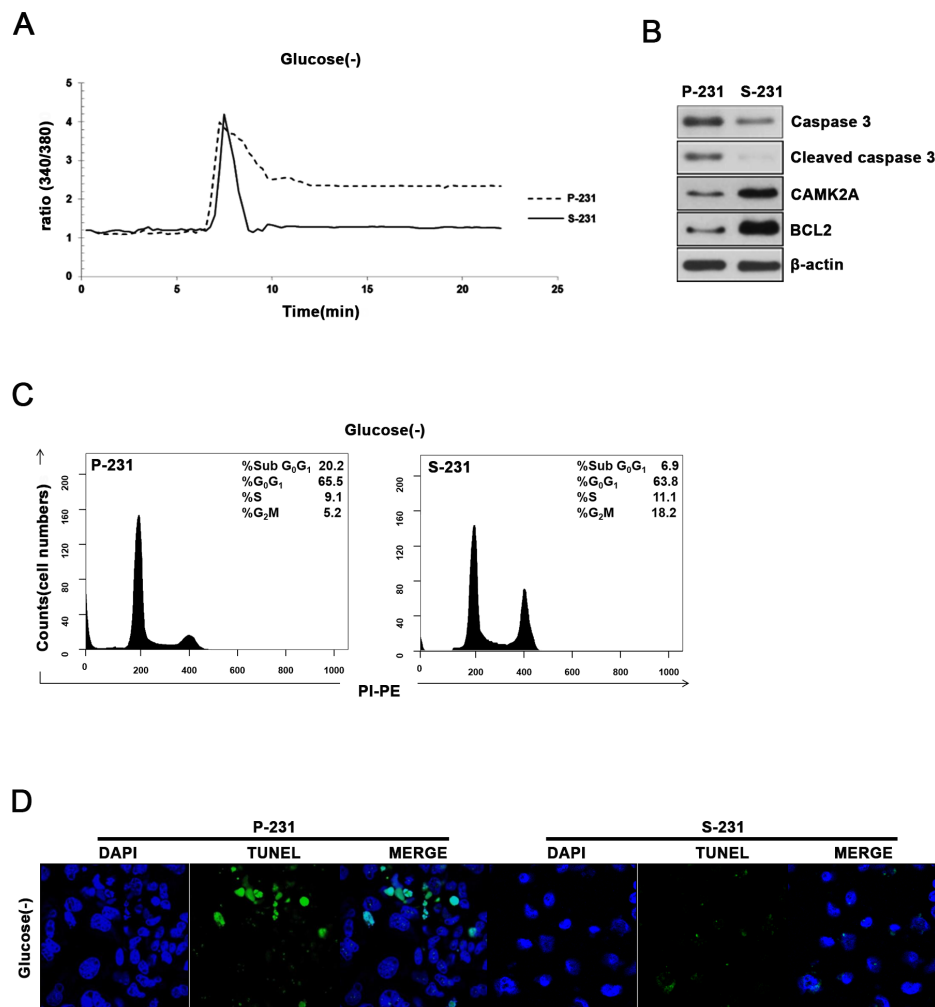 A
Glucose(-)
5
4
3
2
1
0
ratio (340/380)
0 5 10 15 20 25
Time(min)
P-231
S-231
B
P-231 S-231
Caspase 3
Cleaved caspase 3
CAMK2A
BCL2
β-actin
C
Glucose(-)
Counts(cell numbers)
P-231
%Sub G₀G₁ 20.2
%G₀G₁ 65.5
%S 9.1
%G₂M 5.2
200
160
120
80
40
0
0 200 400 600 800 1000
S-231
%Sub G₀G₁ 6.9
%G₀G₁ 63.8
%S 11.1
%G₂M 18.2
200
160
120
80
40
0
0 200 400 600 800 1000
PI-PE
D
P-231 S-231
DAPI TUNEL MERGE DAPI TUNEL MERGE
Glucose(-)